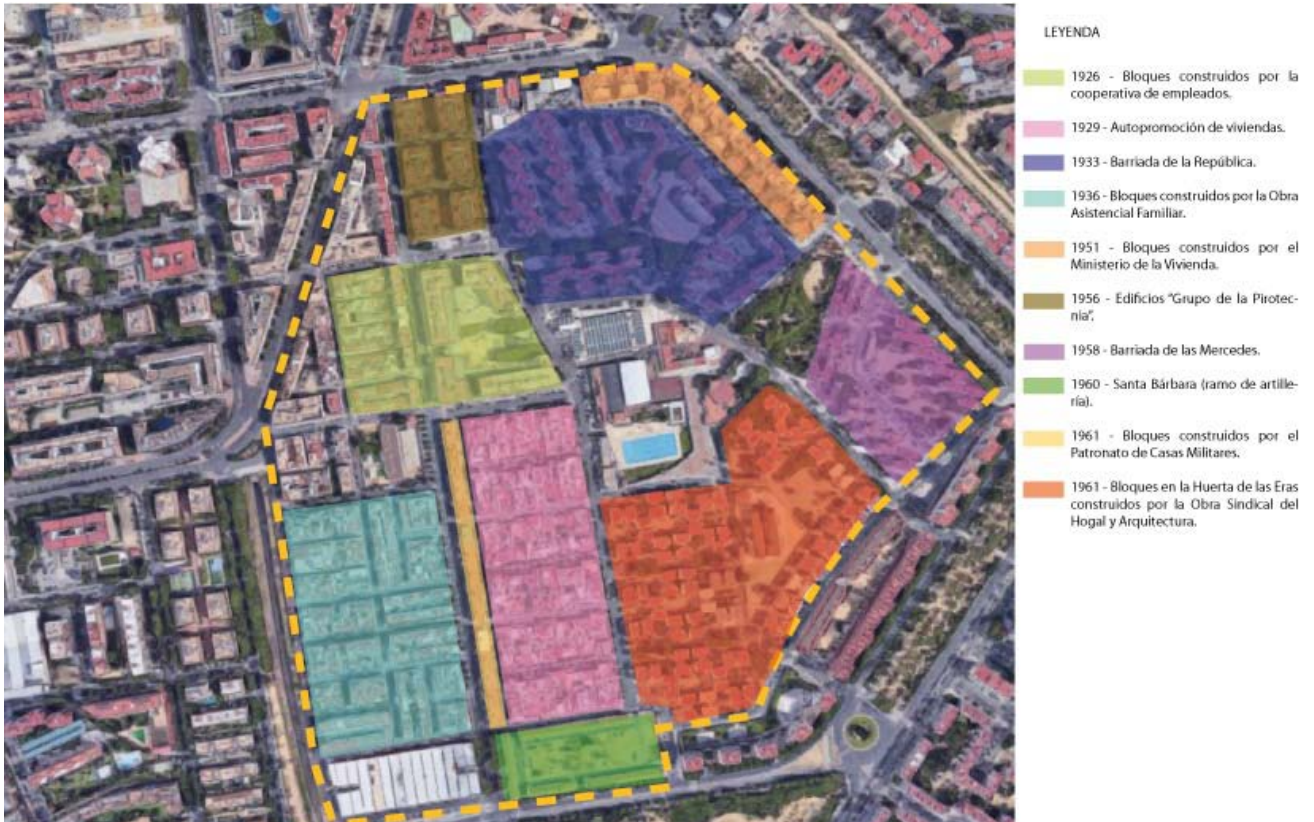 LEYENDA
1926 - Bloques construidos por la
cooperativa de empleados.
1929 - Autopromoción de viviendas.
1933 - Barriada de la República.
1936 - Bloques construidos por la Obra
Asistencial Familiar.
1951 - Bloques construidos por el
Ministerio de la Vivienda.
1956 - Edificios "Grupo de la Pirotec-
nia".
1958 - Barriada de las Mercedes.
1960 - Santa Bárbara (ramo de artille-
ría).
1961 - Bloques construidos por el
Patronato de Casas Militares.
1961 - Bloques en la Huerta de las Eras
construidos por la Obra Sindical del
Hogal y Arquitectura.